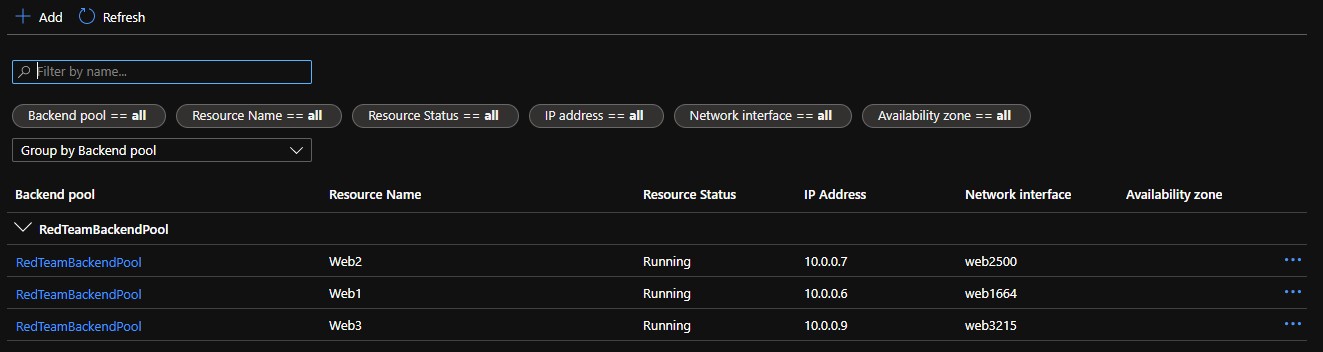 Add Refresh
Filter by name...
Backend pool == all Resource Name == all Resource Status == all IP address == all Network interface == all Availability zone == all
Group by Backend pool
Backend pool Resource Name Resource Status IP Address Network interface Availability zone
RedTeamBackendPool
RedTeamBackendPool Web2 Running 10.0.0.7 web2500
RedTeamBackendPool Web1 Running 10.0.0.6 web1664
RedTeamBackendPool Web3 Running 10.0.0.9 web3215